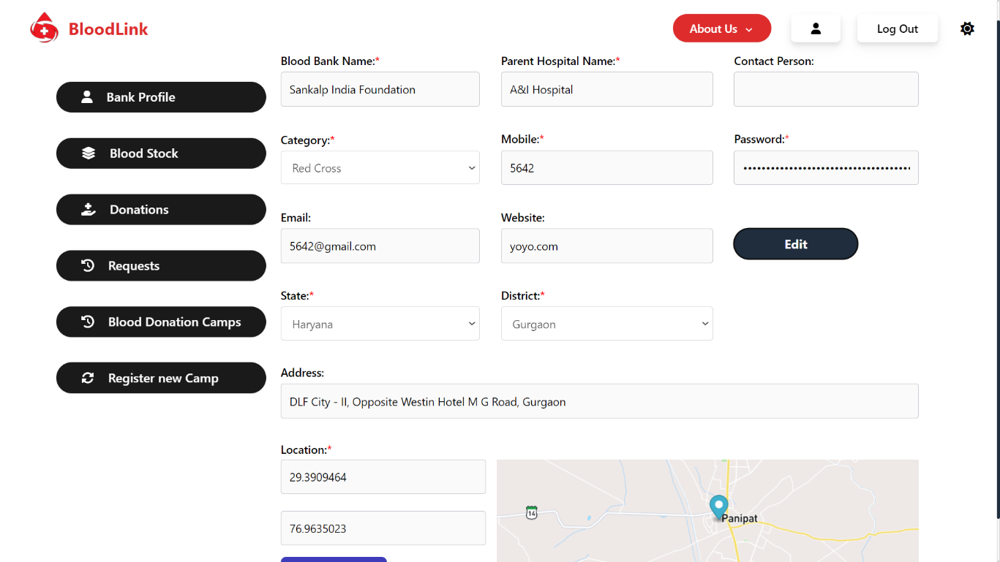 BloodLink
About Us
Log Out
Bank Profile
Blood Stock
Donations
Requests
Blood Donation Camps
Register new Camp
Blood Bank Name:*
Sankalp India Foundation
Parent Hospital Name:*
A&I Hospital
Contact Person:
Category:*
Red Cross
Mobile:*
5642
Password:*
Email:
5642@gmail.com
Website:
yoyo.com
Edit
State:*
Haryana
District:*
Gurgaon
Address:
DLF City - II, Opposite Westin Hotel M G Road, Gurgaon
Location:*
29.3909464
76.9635023
14
Panipat